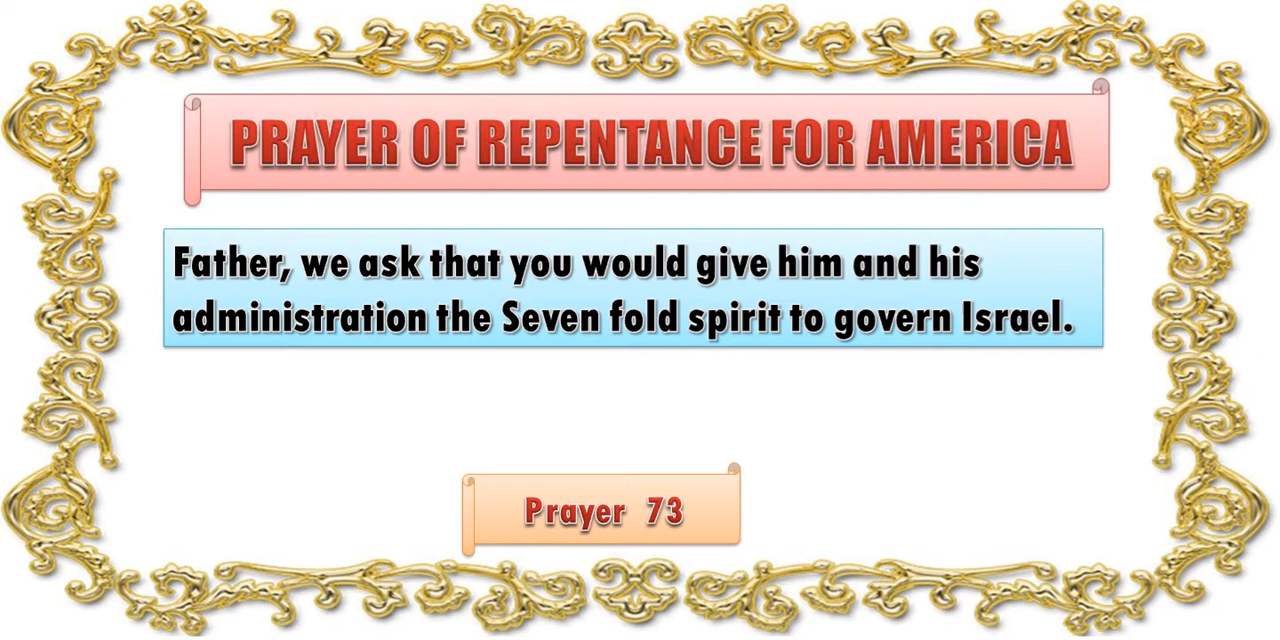 PRAYER OF REPENTANCE FOR AMERICA
Father, we ask that you would give him and his
administration the Seven fold spirit to govern Israel.
Prayer 73